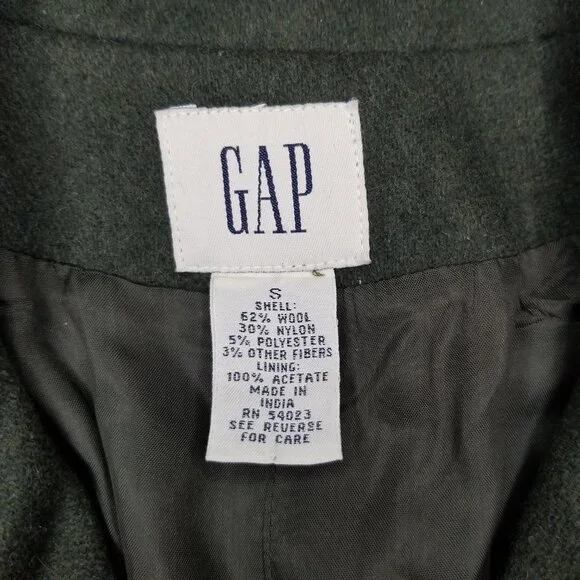 GAP
S
SHELL:
62% WOOL
30% NYLON
5% POLYESTER
3% OTHER FIBERS
LINING:
100% ACETATE
MADE IN
INDIA
RN 54023
SEE REVERSE
FOR CARE